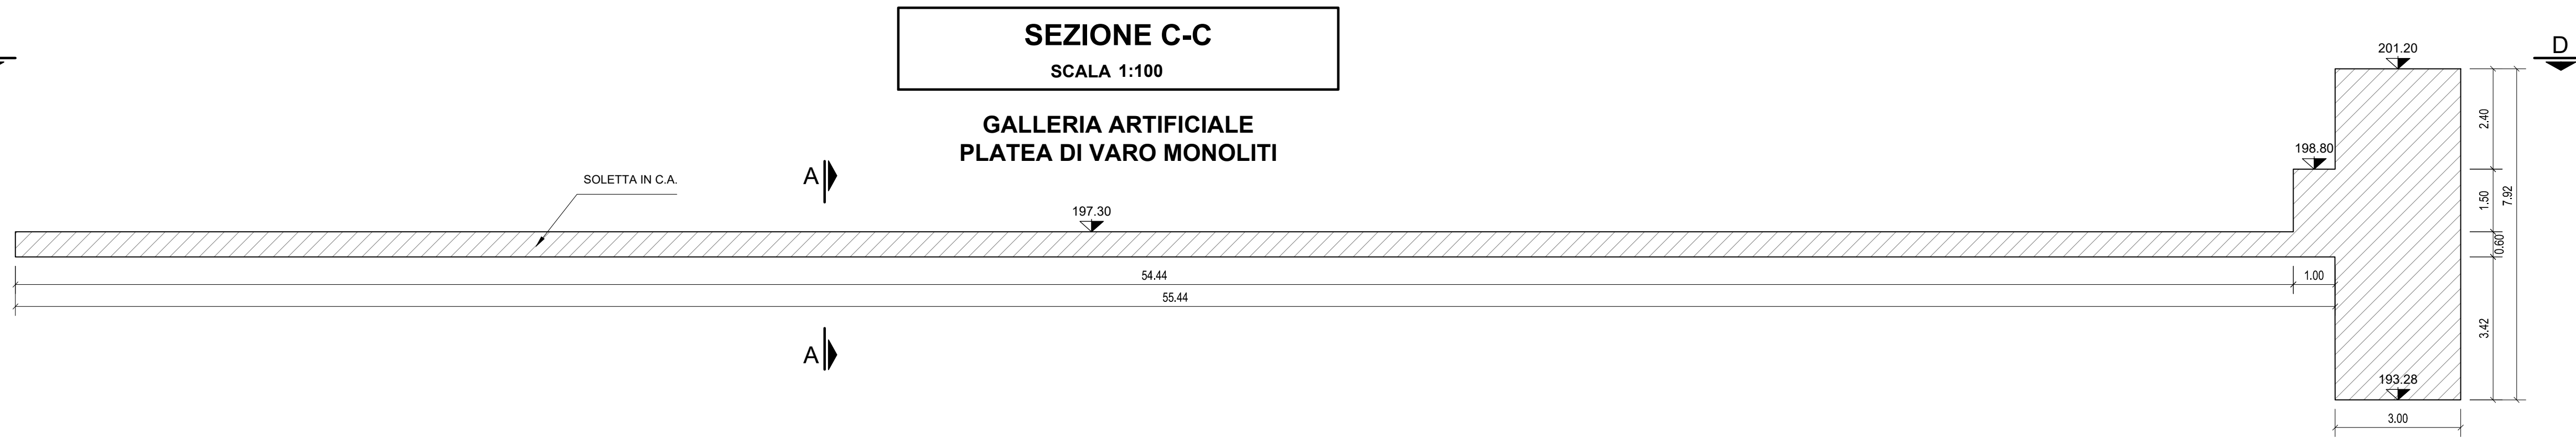 SEZIONE C-C
SCALA 1:100
GALLERIA ARTIFICIALE
PLATEA DI VARO MONOLITI
D
201.20
2.40
198.80
1.50
7.92
A
SOLETTA IN C.A.
197.30
0.60
54.44
1.00
55.44
3.42
A
193.28
3.00